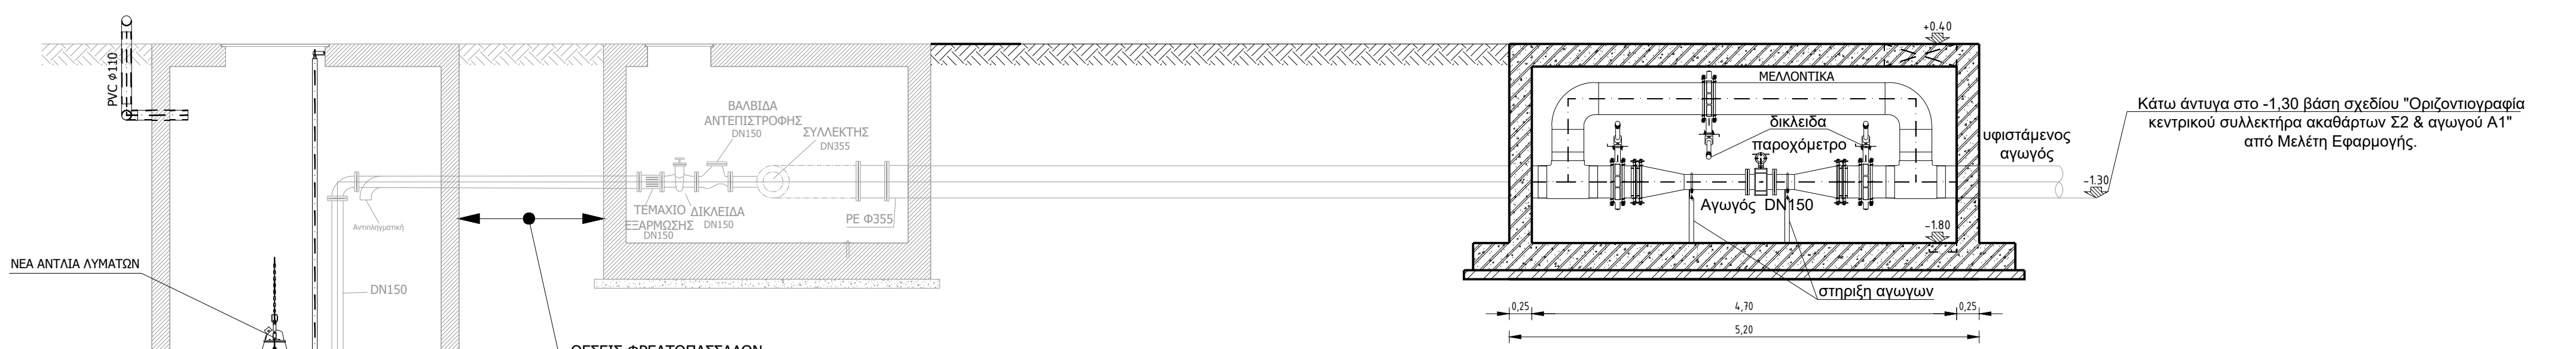 PVC Φ110
ΝΕΑ ΑΝΤΛΙΑ ΛΥΜΑΤΩΝ
Αντιπληγματική
DN150
ΒΑΛΒΙΔΑ
ΑΝΤΕΠΙΣΤΡΟΦΗΣ
DN150
ΣΥΛΛΕΚΤΗΣ
DN355
ΤΕΜΑΧΙΟ
ΕΞΑΡΜΩΣΗΣ
DN150
ΔΙΚΛΕΙΔΑ
DN150
PE Φ355
ΘΕΣΕΙΣ ΦΡΕΑΤΟΠΑΣΣΑΛΩΝ
+0.40
ΜΕΛΛΟΝΤΙΚΑ
δικλειδα
παροχόμετρο
Αγωγός DN150
-1.80
στηριξη αγωγων
0,25
4,70
0,25
5,20
υφιστάμενος
αγωγός
-1.30
Κάτω άντυγα στο -1,30 βάση σχεδίου "Οριζοντιογραφία
κεντρικού συλλεκτήρα ακαθάρτων Σ2 & αγωγού Α1"
από Μελέτη Εφαρμογής.